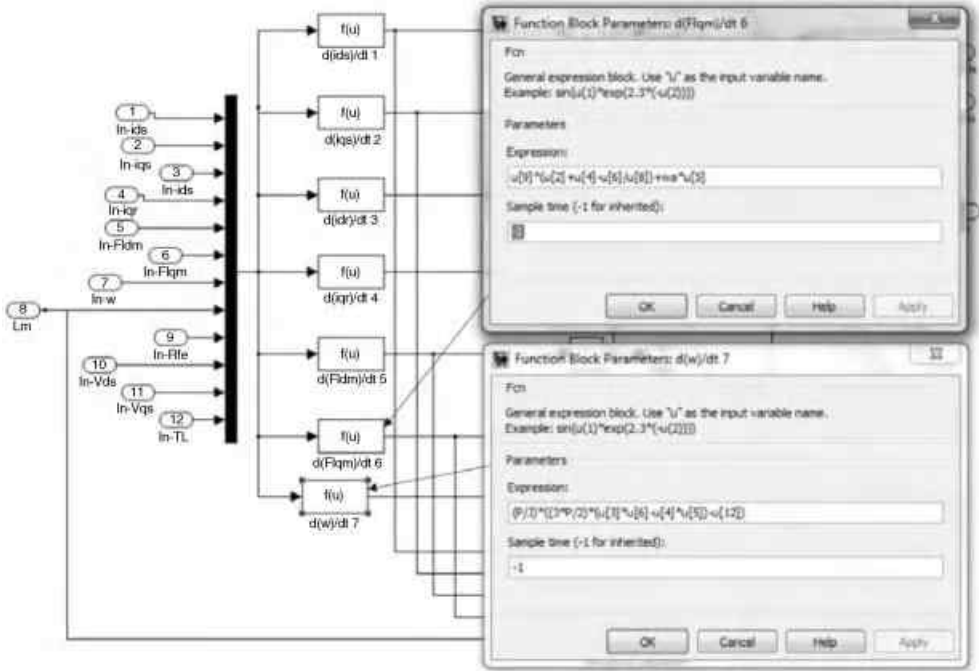 1
In-ids
2
In-iqs
3
In-ids
4
In-iqr
5
In-Fldm
6
In-Flqm
7
In-w
8
Lm
9
In-Rfe
10
In-Vds
11
In-Vqs
12
In-TL
f(u)
d(ids)/dt 1
f(u)
d(iqs)/dt 2
f(u)
d(idr)/dt 3
f(u)
d(iqr)/dt 4
f(u)
d(Fldm)/dt 5
f(u)
d(Flqm)/dt 6
f(u)
d(w)/dt 7
Function Block Parameters: d(Flqm)/dt 6
Fcn
General expression block. Use "u" as the input variable name.
Example: sin(u(1)*exp(2.3*(-u(2))))
Parameters
Expression:
Sample time (-1 for inherited):
OK Cancel Help Apply
Function Block Parameters: d(w)/dt 7
Fcn
General expression block. Use "u" as the input variable name.
Example: sin(u(1)*exp(2.3*(-u(2))))
Parameters
Expression:
Sample time (-1 for inherited):
-1
OK Cancel Help Apply